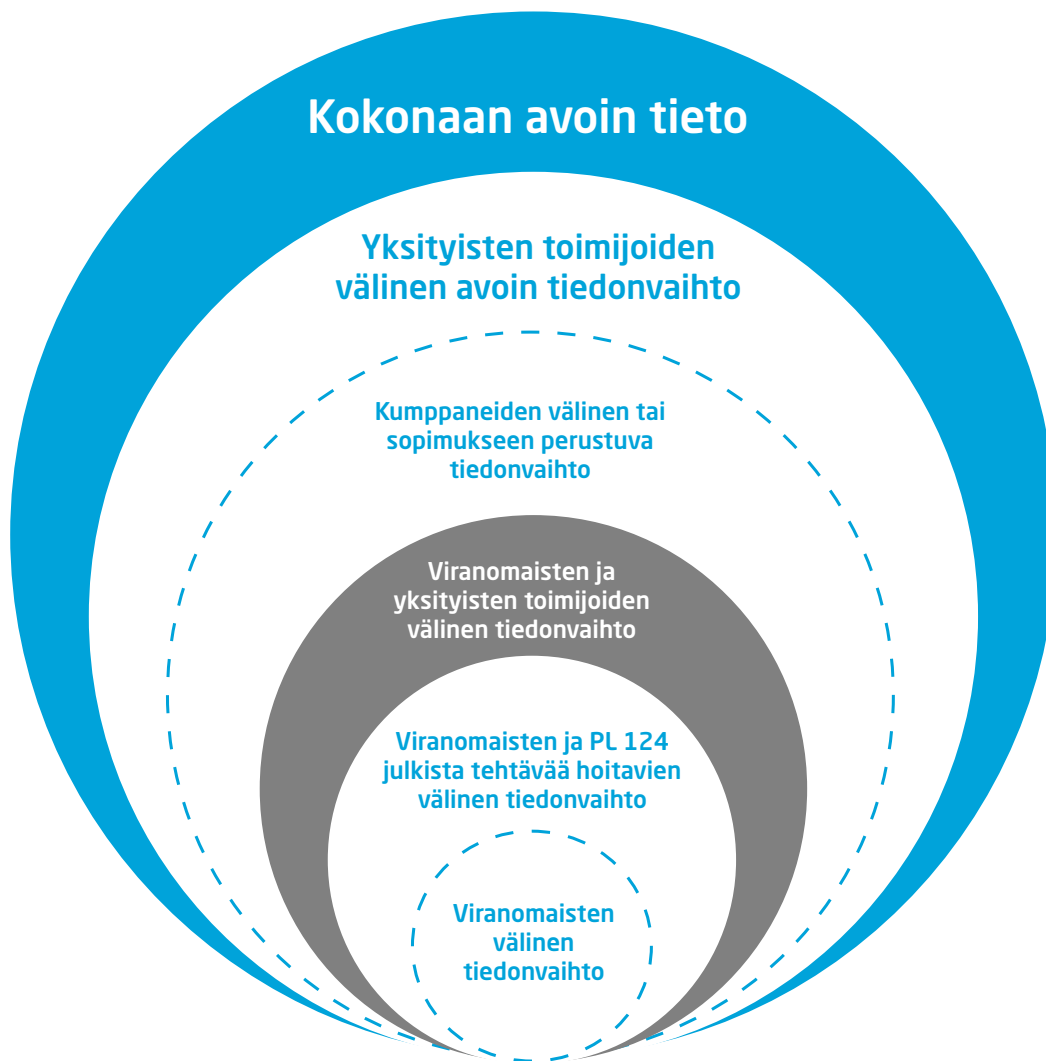 Kokonaan avoin tieto
Yksityisten toimijoiden
välinen avoin tiedonvaihto
Kumppaneiden välinen tai
sopimukseen perustuva
tiedonvaihto
Viranomaisten ja
yksityisten toimijoiden
välinen tiedonvaihto
Viranomaisten ja PL 124
julkista tehtävää hoitavien
välinen tiedonvaihto
Viranomaisten
välinen
tiedonvaihto